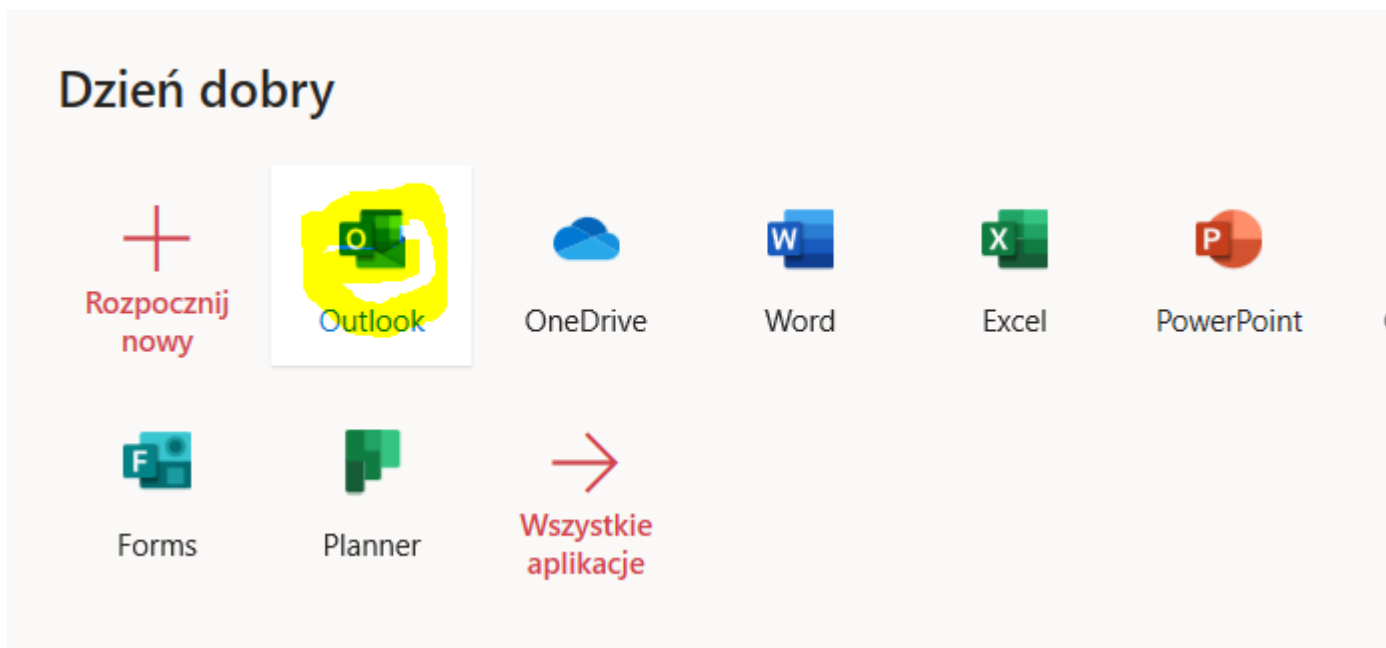 Dzień dobry
Rozpocznij
nowy
Outlook
OneDrive
Word
Excel
PowerPoint
Forms
Planner
Wszystkie
aplikacje